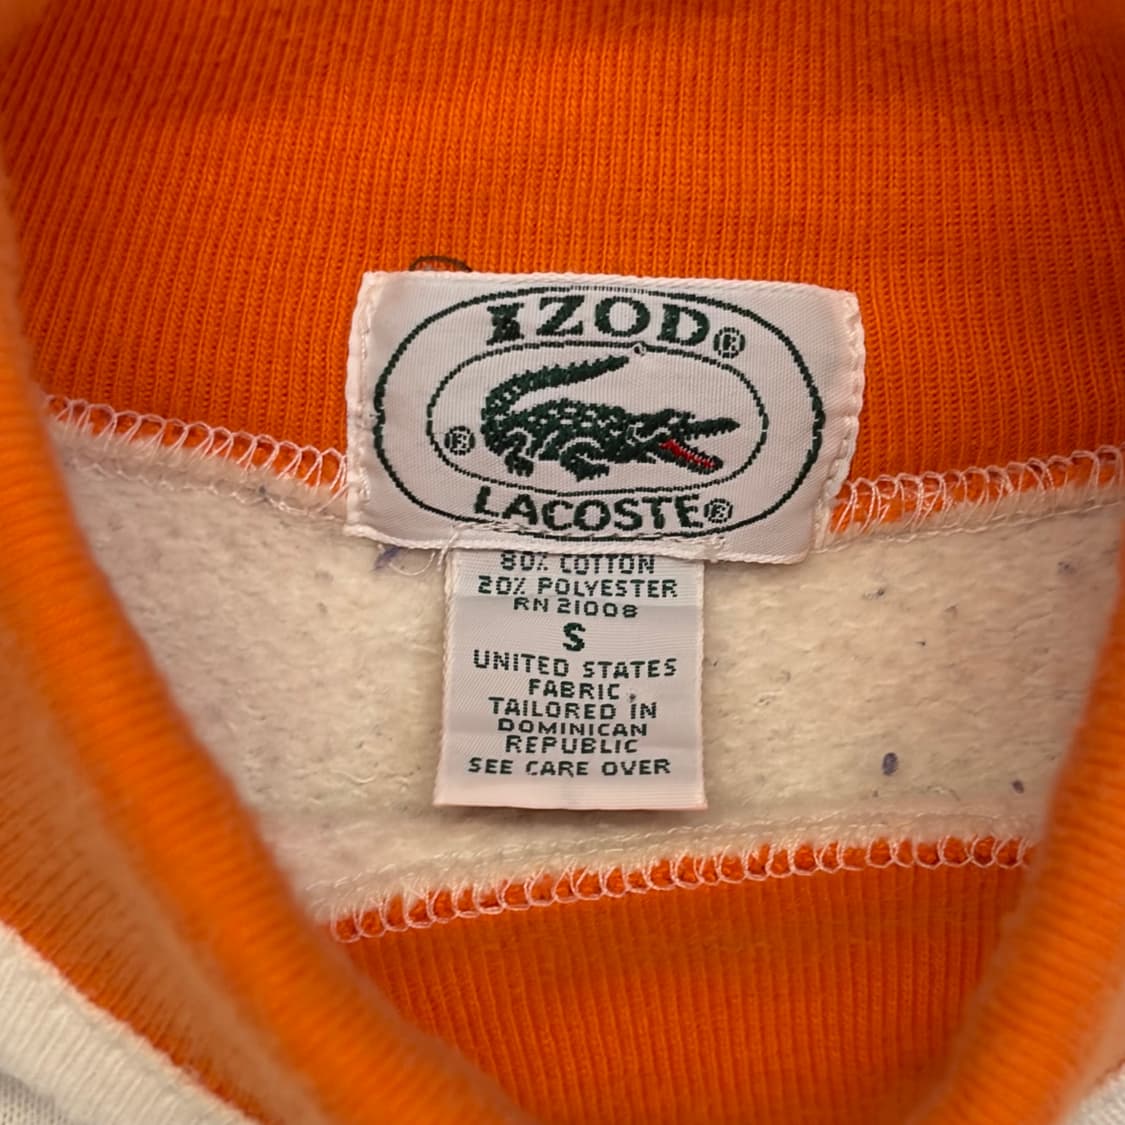 IZOD®
®
LACOSTE®
80% COTTON
20% POLYESTER
RN 21008
S
UNITED STATES
FABRIC,
TAILORED IN
DOMINICAN
REPUBLIC
SEE CARE OVER